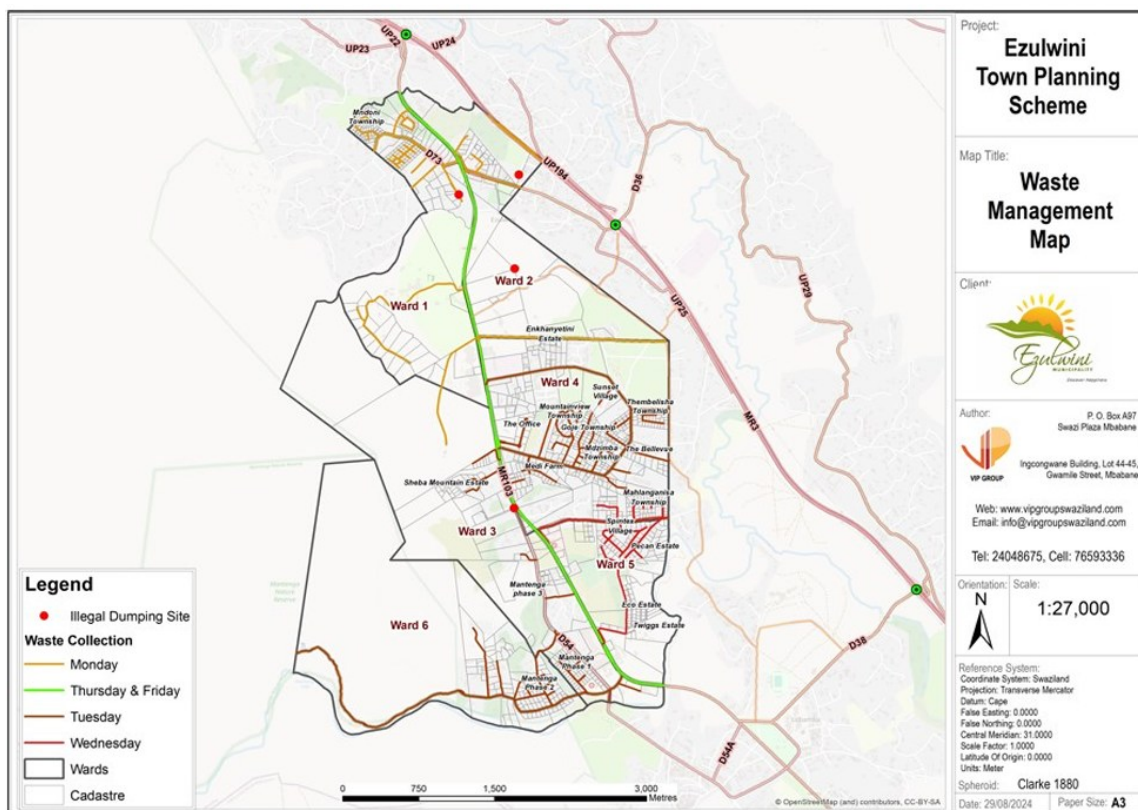 UP23
UP22
UP24
Mndoni
Township
D73
UP194
D36
UP25
UP29
MR3
Ward 1
Ward 2
Enkhanyetini
Estate
Ward 4
Sunset
Village
Mountainview
Township
Thembelisha
Township
The Office
Gojs Township
Mdzimba
Township
The Bellevue
Medi Farm
MR103
Sheba Mountain Estate
Mahlanganisa
Township
Ward 3
Spintex
Village
Pecan Estate
Ward 5
Mantenga
phase 3
Eco Estate
Twiggs Estate
Ward 6
D54
Mantenga
Phase 1
Mantenga
Phase 2
D38
D54A
Mantenga
Nature
Reserve
Legend
Illegal Dumping Site
Waste Collection
Monday
Thursday & Friday
Tuesday
Wednesday
Wards
Cadastre
0 1,500 3,000
Metres
© OpenStreetMap (and) contributors, CC-BY-SA
Project:
Ezulwini
Town Planning
Scheme
Map Title:
Waste
Management
Map
Client:
Ezulwini
MUNICIPALITY
Discover Happiness
Author:
P. O. Box A97
Swazi Plaza Mbabane
VIP GROUP
Ingcongwane Building, Lot 44-45,
Gwamile Street, Mbabane
Web: www.vipgroupswaziland.com
Email: info@vipgroupswaziland.com
Tel: 24048675, Cell: 76593336
Orientation:
N
Scale:
1:27,000
Reference System:
Coordinate System: Swaziland
Projection: Transverse Mercator
Datum: Cape
False Easting: 0.0000
False Northing: 0.0000
Central Meridian: 31.0000
Scale Factor: 1.0000
Latitude Of Origin: 0.0000
Units: Meter
Spheroid: Clarke 1880
Date: 29/08/2024 Paper Size: A3